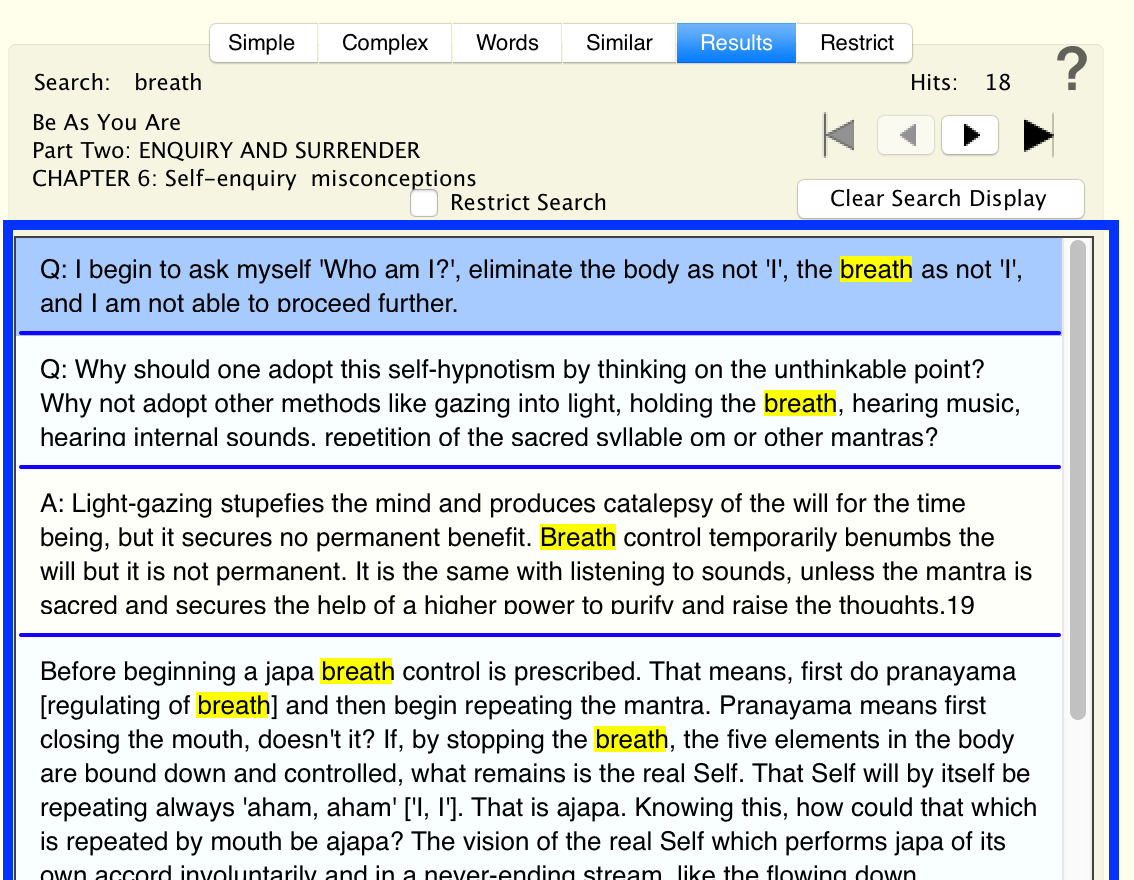 Simple Complex Words Similar Results Restrict
Search: breath Hits: 18 ?
Be As You Are
Part Two: ENQUIRY AND SURRENDER
CHAPTER 6: Self-enquiry misconceptions
Restrict Search Clear Search Display
Q: I begin to ask myself 'Who am I?', eliminate the body as not 'I', the breath as not 'I',
and I am not able to proceed further.
Q: Why should one adopt this self-hypnotism by thinking on the unthinkable point?
Why not adopt other methods like gazing into light, holding the breath, hearing music,
hearing internal sounds, repetition of the sacred syllable om or other mantras?
A: Light-gazing stupefies the mind and produces catalepsy of the will for the time
being, but it secures no permanent benefit. Breath control temporarily benumbs the
will but it is not permanent. It is the same with listening to sounds, unless the mantra is
sacred and secures the help of a higher power to purify and raise the thoughts.19
Before beginning a japa breath control is prescribed. That means, first do pranayama
[regulating of breath] and then begin repeating the mantra. Pranayama means first
closing the mouth, doesn't it? If, by stopping the breath, the five elements in the body
are bound down and controlled, what remains is the real Self. That Self will by itself be
repeating always 'aham, aham' ['I, I']. That is ajapa. Knowing this, how could that which
is repeated by mouth be ajapa? The vision of the real Self which performs japa of its
own accord involuntarily and in a never-ending stream, like the flowing down